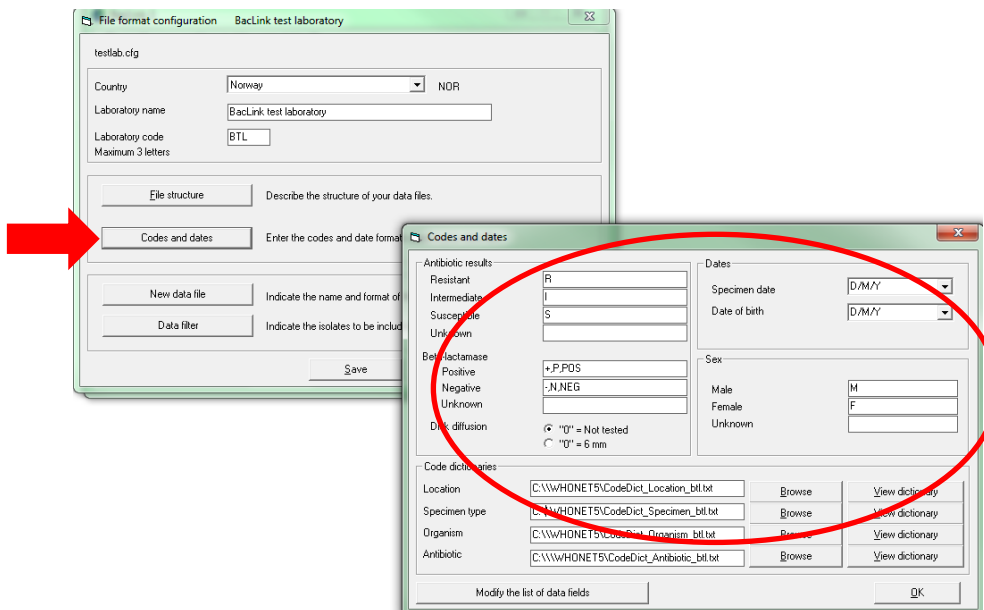 File format configuration BacLink test laboratory
testlab.cfg
Country Norway NOR
Laboratory name BacLink test laboratory
Laboratory code BTL
Maximum 3 letters
File structure Describe the structure of your data files.
Codes and dates Enter the codes and date format
New data file Indicate the name and format of
Data filter Indicate the isolates to be includ
Save
Codes and dates
Antibiotic results
Resistant R
Intermediate I
Susceptible S
Unknown
Beta-lactamase
Positive +,P,POS
Negative -,N,NEG
Unknown
Disk diffusion "0" = Not tested
"0" = 6 mm
Dates
Specimen date D/M/Y
Date of birth D/M/Y
Sex
Male M
Female F
Unknown
Code dictionaries
Location C:\\\WHONET5\CodeDict_Location_btl.txt Browse View dictionary
Specimen type C:\\\WHONET5\CodeDict_Specimen_btl.txt Browse View dictionary
Organism C:\\\WHONET5\CodeDict_Organism_btl.txt Browse View dictionary
Antibiotic C:\\\\WHONET5\CodeDict_Antibiotic_btl.txt Browse View dictionary
Modify the list of data fields OK